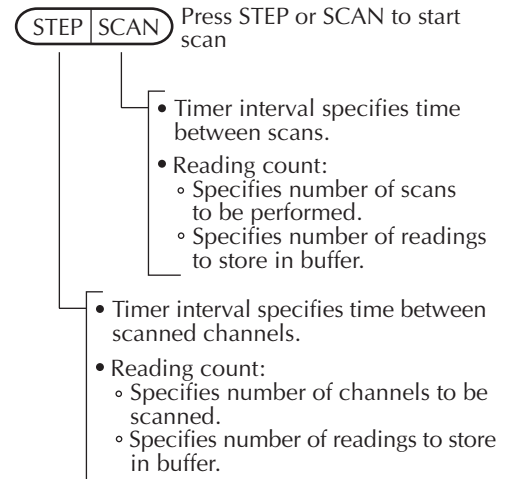 STEP SCAN Press STEP or SCAN to start
scan
• Timer interval specifies time
between scans.
• Reading count:
∘ Specifies number of scans
to be performed.
∘ Specifies number of readings
to store in buffer.
• Timer interval specifies time between
scanned channels.
• Reading count:
∘ Specifies number of channels to be
scanned.
∘ Specifies number of readings to store
in buffer.